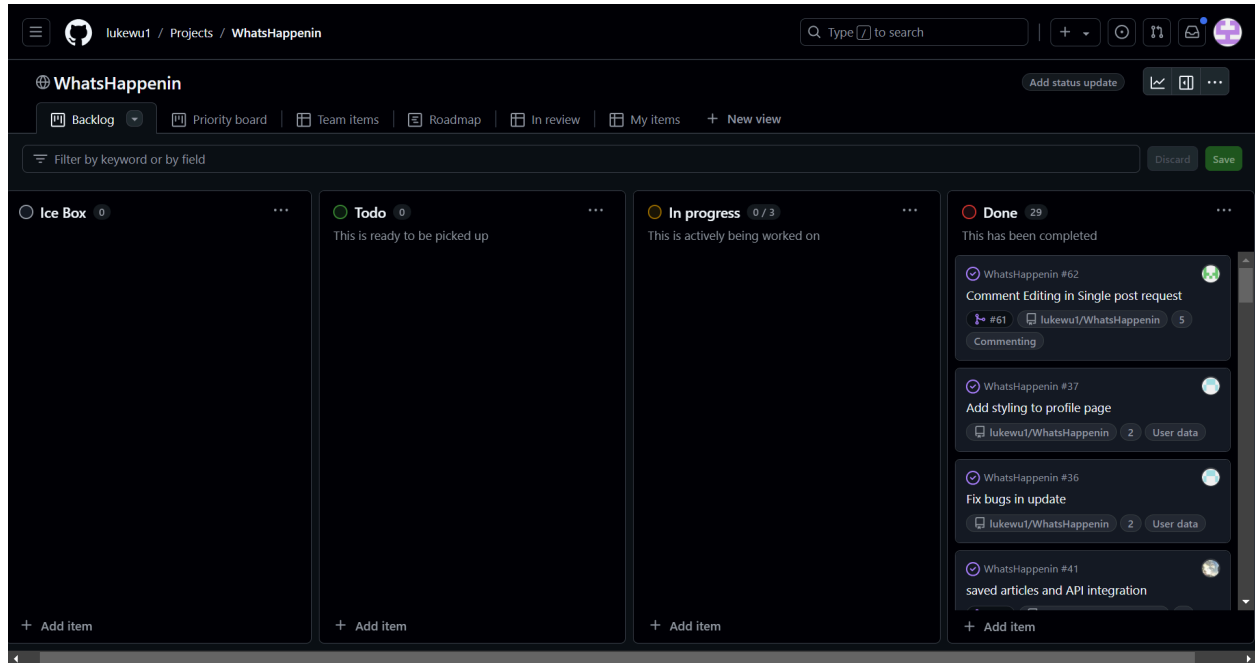 lukewu1 / Projects / WhatsHappenin
Type / to search
WhatsHappenin
Add status update
Backlog
Priority board
Team items
Roadmap
In review
My items
New view
Filter by keyword or by field
Discard
Save
Ice Box 0
Add item
Todo 0
This is ready to be picked up
Add item
In progress 0 / 3
This is actively being worked on
Add item
Done 29
This has been completed
WhatsHappenin #62
Comment Editing in Single post request
#61 lukewu1/WhatsHappenin 5
Commenting
WhatsHappenin #37
Add styling to profile page
lukewu1/WhatsHappenin 2 User data
WhatsHappenin #36
Fix bugs in update
lukewu1/WhatsHappenin 2 User data
WhatsHappenin #41
saved articles and API integration
Add item